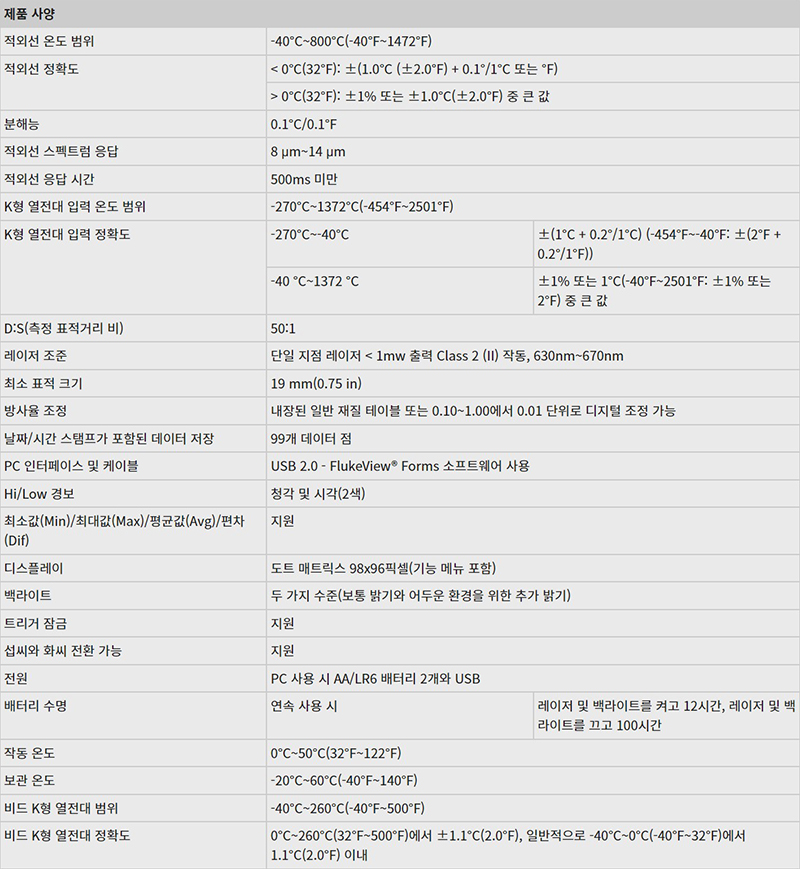 제품 사양
적외선 온도 범위
-40°C~800°C(-40°F~1472°F)
적외선 정확도
< 0°C(32°F): ±(1.0°C (±2.0°F) + 0.1°/1°C 또는 °F)
> 0°C(32°F): ±1% 또는 ±1.0°C(±2.0°F) 중 큰 값
분해능
0.1°C/0.1°F
적외선 스펙트럼 응답
8 μm~14 μm
적외선 응답 시간
500ms 미만
K형 열전대 입력 온도 범위
-270°C~1372°C(-454°F~2501°F)
K형 열전대 입력 정확도
-270°C~-40°C
±(1°C + 0.2°/1°C) (-454°F~-40°F: ±(2°F +
0.2°/1°F))
-40 °C~1372 °C
±1% 또는 1°C(-40°F~2501°F: ±1% 또는
2°F) 중 큰 값
D:S(측정 표적거리 비)
50:1
레이저 조준
단일 지점 레이저 < 1mw 출력 Class 2 (II) 작동, 630nm~670nm
최소 표적 크기
19 mm(0.75 in)
방사율 조정
내장된 일반 재질 테이블 또는 0.10~1.00에서 0.01 단위로 디지털 조정 가능
날짜/시간 스탬프가 포함된 데이터 저장
99개 데이터 점
PC 인터페이스 및 케이블
USB 2.0 - FlukeView® Forms 소프트웨어 사용
Hi/Low 경보
청각 및 시각(2색)
최소값(Min)/최대값(Max)/평균값(Avg)/편차
(Dif)
지원
디스플레이
도트 매트릭스 98x96픽셀(기능 메뉴 포함)
백라이트
두 가지 수준(보통 밝기와 어두운 환경을 위한 추가 밝기)
트리거 잠금
지원
섭씨와 화씨 전환 가능
지원
전원
PC 사용 시 AA/LR6 배터리 2개와 USB
배터리 수명
연속 사용 시
레이저 및 백라이트를 켜고 12시간, 레이저 및 백
라이트를 끄고 100시간
작동 온도
0°C~50°C(32°F~122°F)
보관 온도
-20°C~60°C(-40°F~140°F)
비드 K형 열전대 범위
-40°C~260°C(-40°F~500°F)
비드 K형 열전대 정확도
0°C~260°C(32°F~500°F)에서 ±1.1°C(2.0°F), 일반적으로 -40°C~0°C(-40°F~32°F)에서
1.1°C(2.0°F) 이내